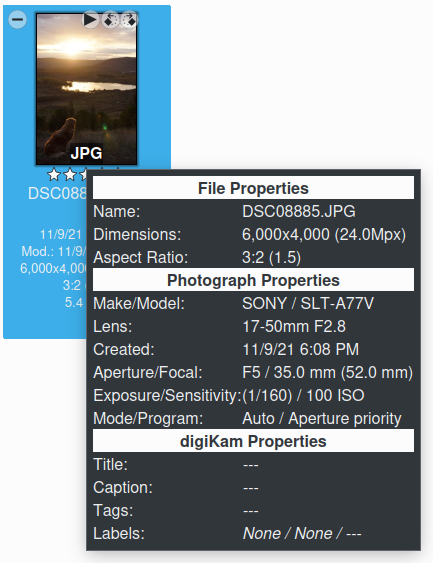 JPG
DSC088
11/9/21
Mod.: 11/9/
6,000x4,000
3:2
5.4
File Properties
Name: DSC08885.JPG
Dimensions: 6,000x4,000 (24.0Mpx)
Aspect Ratio: 3:2 (1.5)
Photograph Properties
Make/Model: SONY / SLT-A77V
Lens: 17-50mm F2.8
Created: 11/9/21 6:08 PM
Aperture/Focal: F5 / 35.0 mm (52.0 mm)
Exposure/Sensitivity: (1/160) / 100 ISO
Mode/Program: Auto / Aperture priority
digiKam Properties
Title: ---
Caption: ---
Tags: ---
Labels: None / None / ---